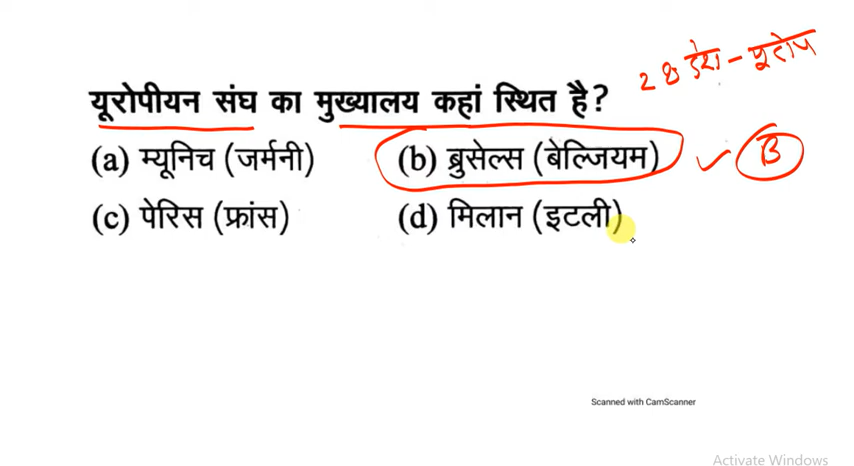 28 देश - यूरोप
यूरोपीयन संघ का मुख्यालय कहां स्थित है?
(a) म्यूनिच (जर्मनी) (b) ब्रुसेल्स (बेल्जियम) B
(c) पेरिस (फ्रांस) (d) मिलान (इटली)
Scanned with CamScanner
Activate Windows